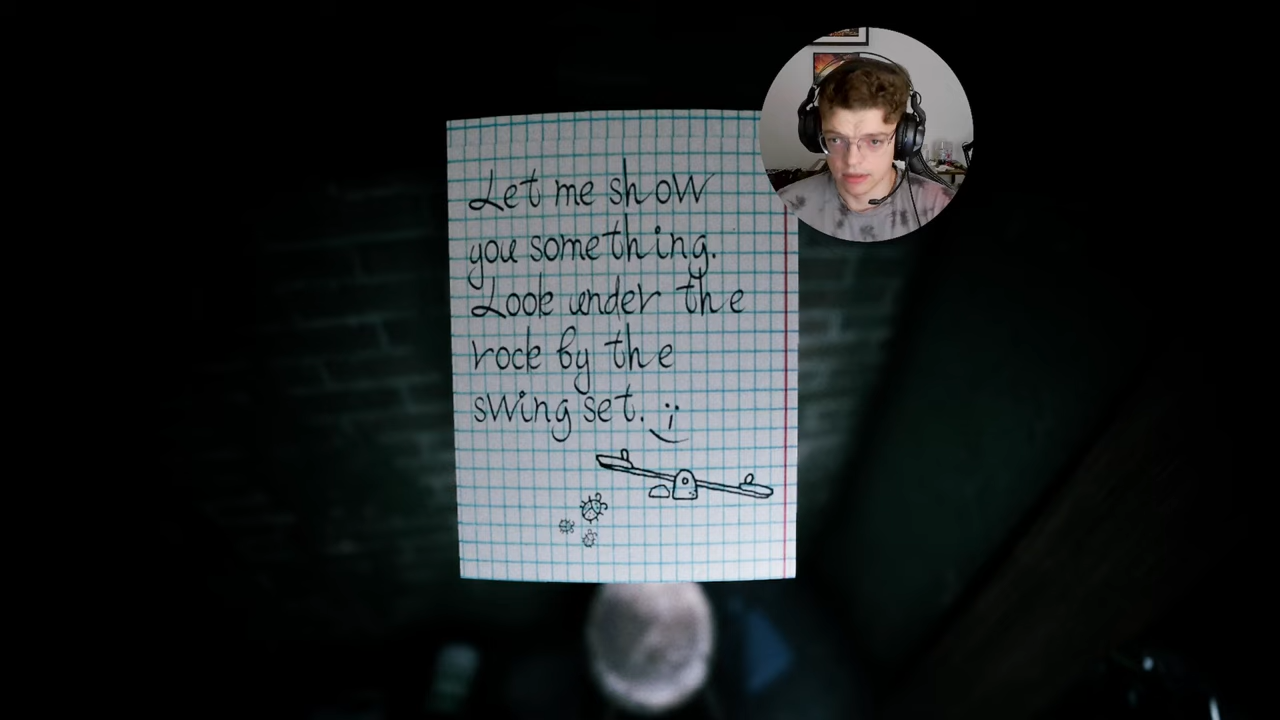 Let me show
you something.
Look under the
rock by the
swing set.